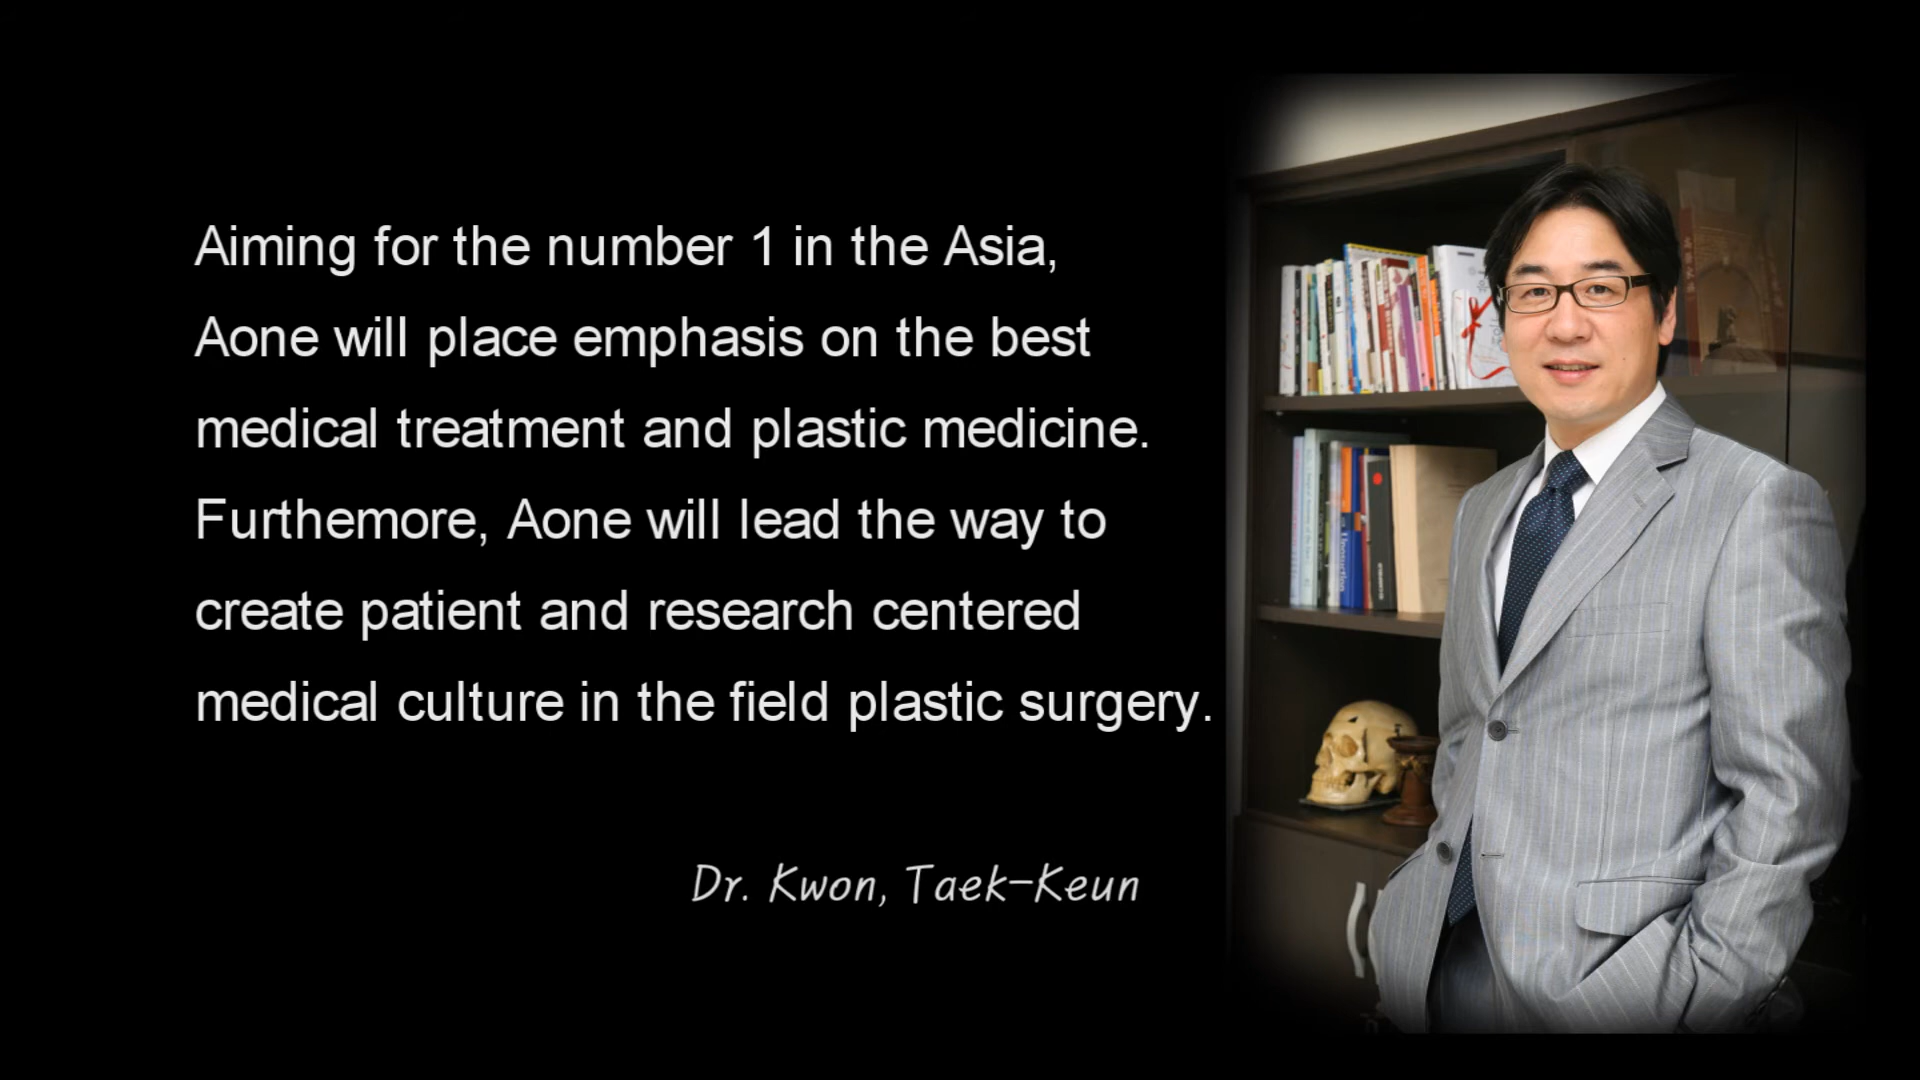 Aiming for the number 1 in the Asia,
Aone will place emphasis on the best
medical treatment and plastic medicine.
Furthemore, Aone will lead the way to
create patient and research centered
medical culture in the field plastic surgery.
Dr. Kwon, Taek-Keun